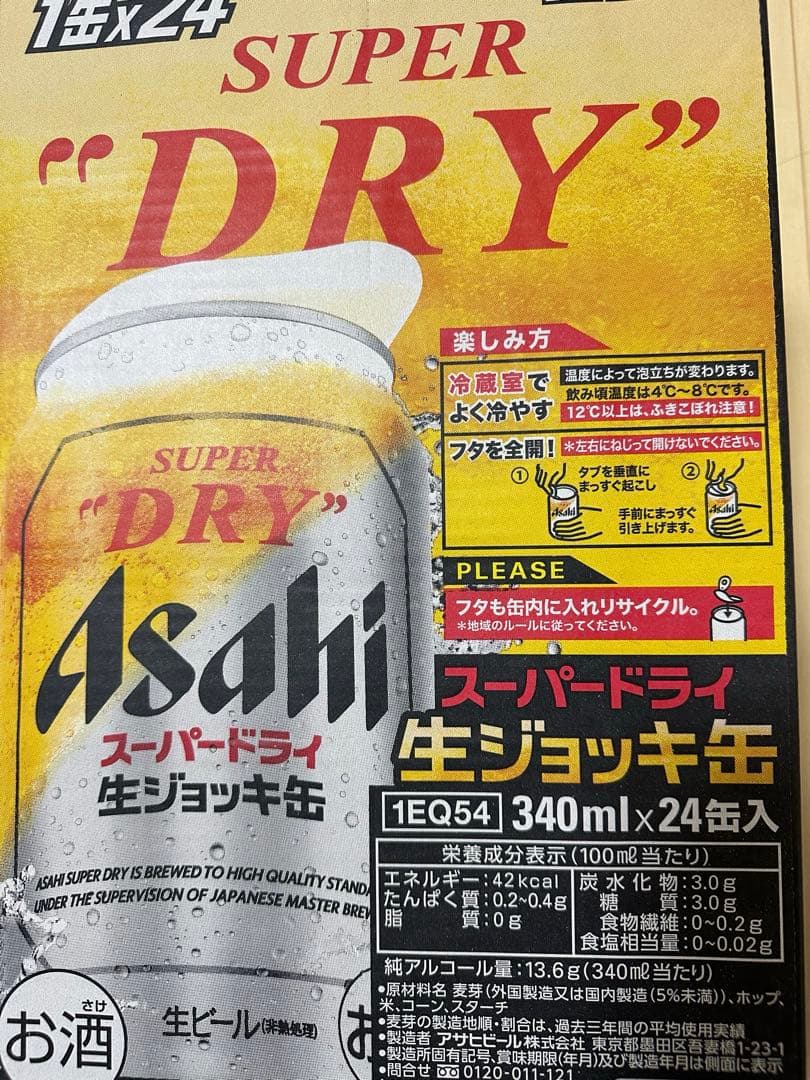 1缶×24
SUPER
"DRY"
楽しみ方
冷蔵室で
よく冷やす
温度によって泡立ちが変わります。
飲み頃温度は4℃~8℃です。
12℃以上は、ふきこぼれ注意!
フタを全開!
*左右にねじって開けないでください。
① タブを垂直に
まっすぐ起こし
②
手前にまっすぐ
引き上げます。
Asahi
Asahi
PLEASE
フタも缶内に入れリサイクル。
*地域のルールに従ってください。
SUPER
"DRY"
Asahi
スーパードライ
生ジョッキ缶
ASAHI SUPER DRY IS BREWED TO HIGH QUALITY STANDA
UNDER THE SUPERVISION OF JAPANESE MASTER BREW
さけ
お酒
生ビール(非熱処理)
お
スーパードライ
生ジョッキ缶
1EQ54 340ml×24缶入
栄養成分表示(100ml当たり)
エネルギー:42kcal
たんぱく質:0.2~0.4g
脂質:0g
炭水化物:3.0g
糖質:3.0g
食物繊維:0~0.2g
食塩相当量:0~0.02g
純アルコール量:13.6g(340ml当たり)
•原材料名 麦芽(外国製造又は国内製造(5%未満))、ホップ、
米、コーン、スターチ
•麦芽の製造地順・割合は、過去三年間の平均使用実績
•製造者 アサヒビール株式会社 東京都墨田区吾妻橋1-23-1
•製造所固有記号、賞味期限(年月)及び製造年月は側面に表示
•問合せ 0120-011-121